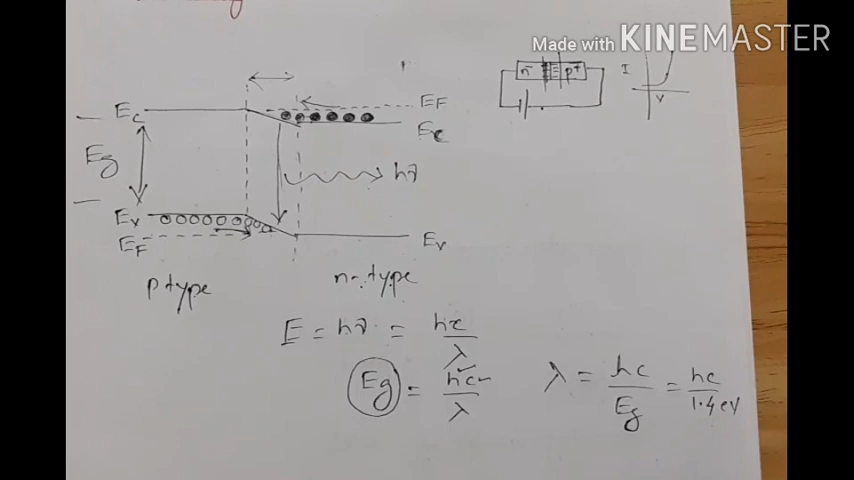 Made with KINEMASTER
n p+ I
V
Ec EF
Eg Ec
hν
Ev
EF Ev
p type n-type
E = hν = hc/λ
Eg = hc/λ λ = hc/Eg = hc/1.4 eV